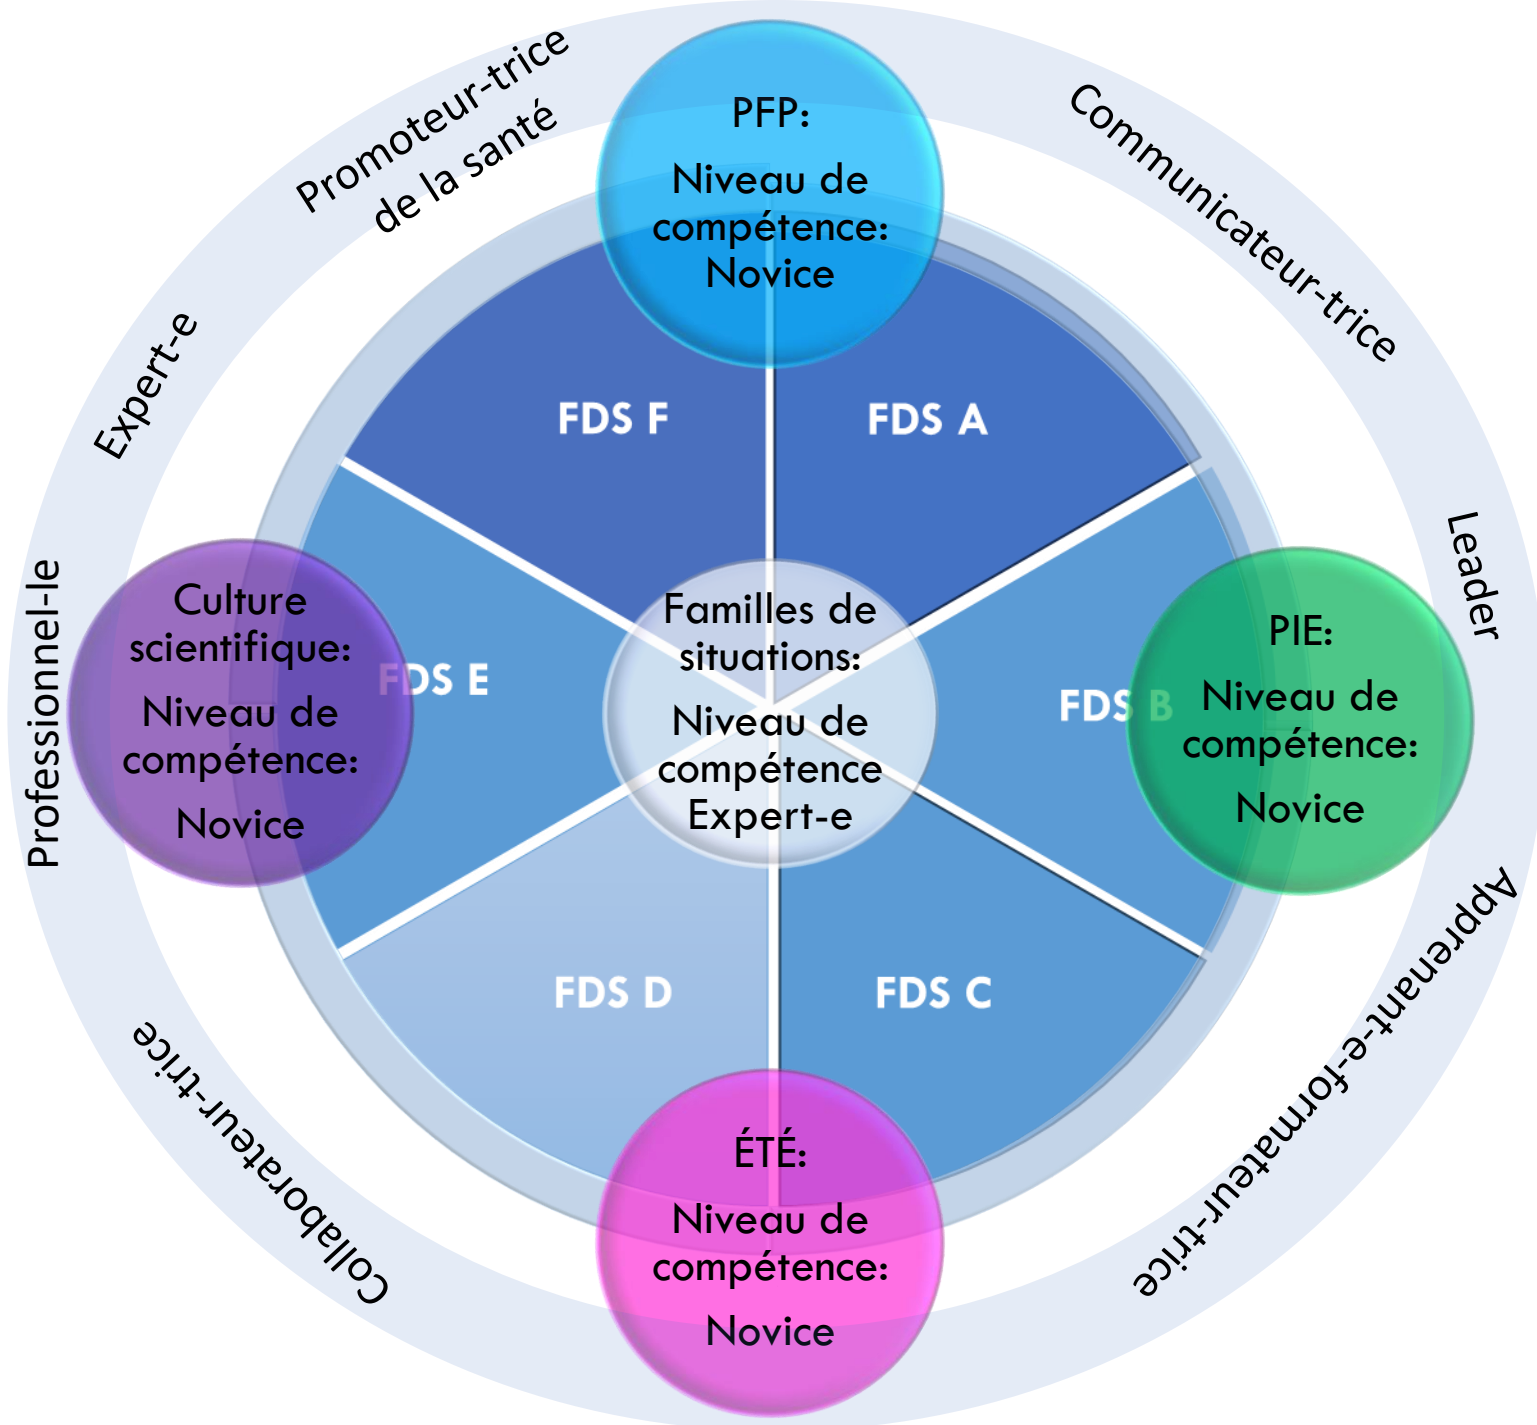 Promoteur-trice
de la santé
Communicateur-trice
Leader
Apprenant-e-formateur-trice
Collaborateur-trice
Professionnel-le
Expert-e
PFP:
Niveau de
compétence:
Novice
FDS F
FDS A
Familles de
situations:
Niveau de
compétence
Expert-e
Culture
scientifique:
Niveau de
compétence:
Novice
FDS E
FDS B
PIE:
Niveau de
compétence:
Novice
FDS D
FDS C
ÉTÉ:
Niveau de
compétence:
Novice